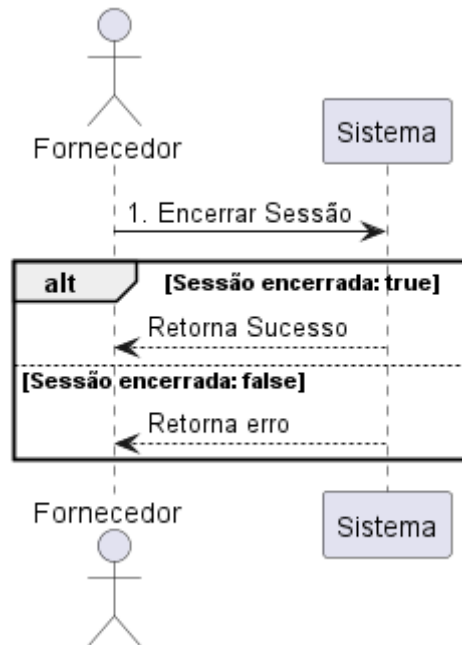 Fornecedor
Sistema
1. Encerrar Sessão
alt [Sessão encerrada: true]
Retorna Sucesso
[Sessão encerrada: false]
Retorna erro
Fornecedor
Sistema